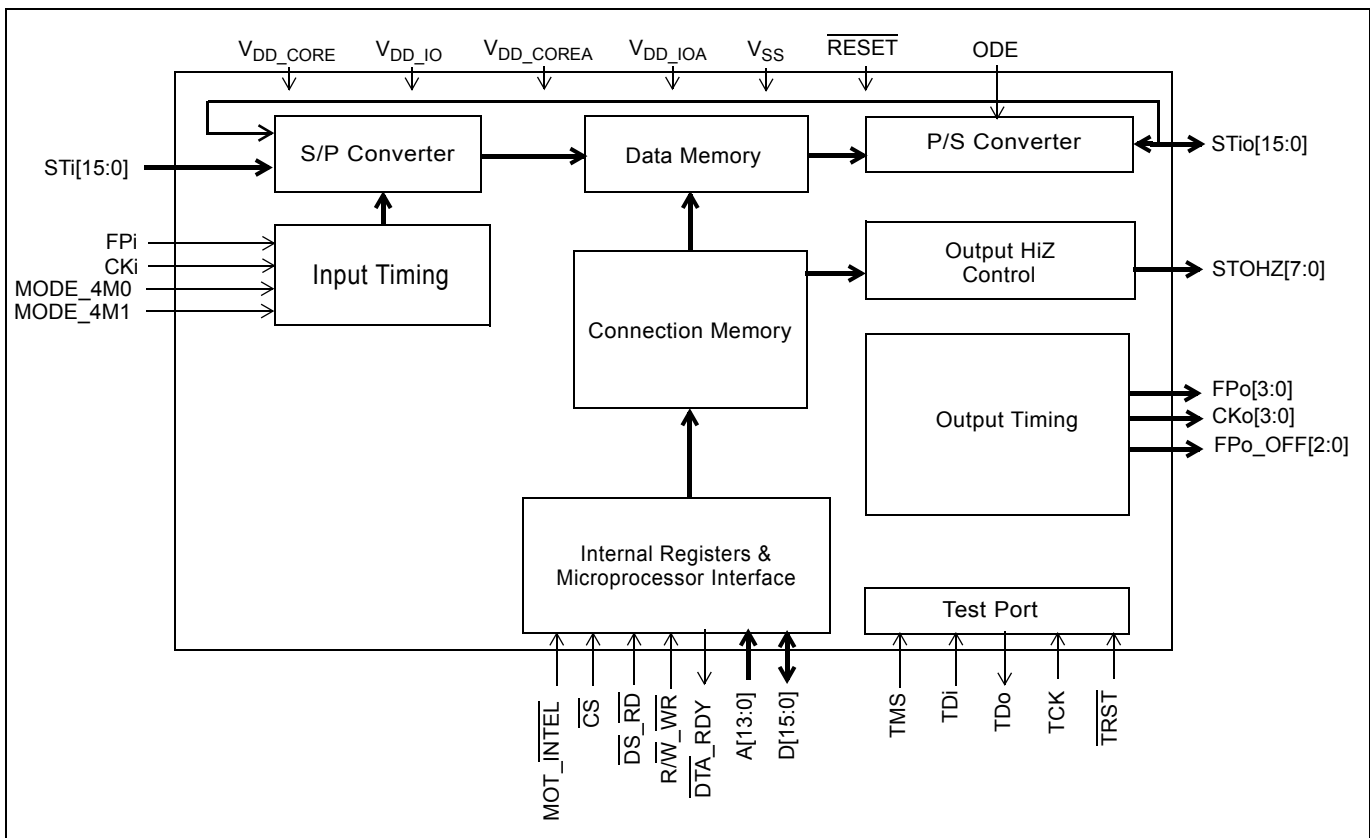 VDD_CORE VDD_IO VDD_COREA VDD_IOA VSS RESET ODE
STi[15:0]
S/P Converter
Data Memory
P/S Converter
STio[15:0]
FPi
CKi
MODE_4M0
MODE_4M1
Input Timing
Connection Memory
Output HiZ
Control
STOHZ[7:0]
Output Timing
FPo[3:0]
CKo[3:0]
FPo_OFF[2:0]
Internal Registers &
Microprocessor Interface
Test Port
MOT_INTEL
CS
DS_RD
R/W_WR
DTA_RDY
A[13:0]
D[15:0]
TMS
TDi
TDo
TCK
TRST